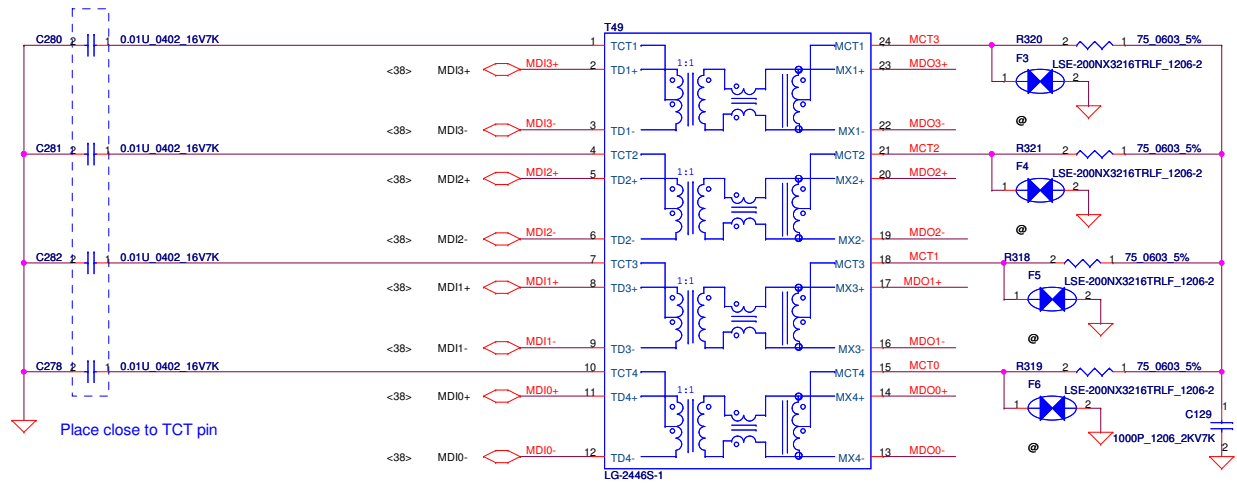 T49
C280 2 1 0.01U_0402_16V7K 1 TCT1 MCT1 24 MCT3 R320 2 1 75_0603_5%
<38> MDI3+ MDI3+ 2 TD1+ 1:1 MX1+ 23 MDO3+ F3 LSE-200NX3216TRLF_1206-2
1 2
@
<38> MDI3- MDI3- 3 TD1- MX1- 22 MDO3-
C281 2 1 0.01U_0402_16V7K 4 TCT2 MCT2 21 MCT2 R321 2 1 75_0603_5%
<38> MDI2+ MDI2+ 5 TD2+ 1:1 MX2+ 20 MDO2+ F4 LSE-200NX3216TRLF_1206-2
1 2
@
<38> MDI2- MDI2- 6 TD2- MX2- 19 MDO2-
C282 2 1 0.01U_0402_16V7K 7 TCT3 MCT3 18 MCT1 R318 2 1 75_0603_5%
<38> MDI1+ MDI1+ 8 TD3+ 1:1 MX3+ 17 MDO1+ F5 LSE-200NX3216TRLF_1206-2
1 2
@
<38> MDI1- MDI1- 9 TD3- MX3- 16 MDO1-
C278 2 1 0.01U_0402_16V7K 10 TCT4 MCT4 15 MCT0 R319 2 1 75_0603_5%
<38> MDI0+ MDI0+ 11 TD4+ 1:1 MX4+ 14 MDO0+ F6 LSE-200NX3216TRLF_1206-2
1 2
C129 1
Place close to TCT pin
1000P_1206_2KV7K
@ 2
<38> MDI0- MDI0- 12 TD4- MX4- 13 MDO0-
LG-2446S-1